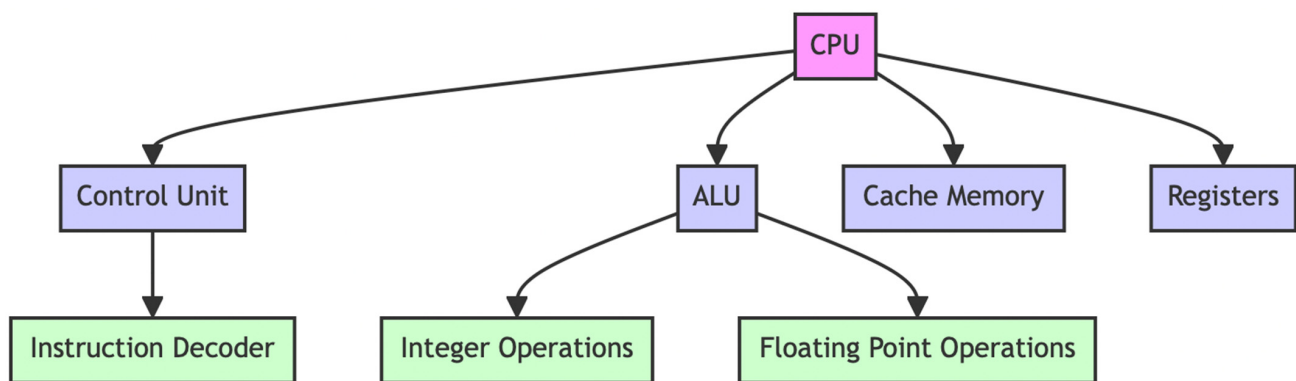 CPU
Control Unit
ALU
Cache Memory
Registers
Instruction Decoder
Integer Operations
Floating Point Operations